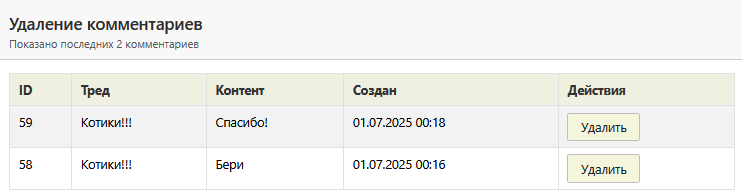 Удаление комментариев
Показано последних 2 комментариев
ID Тред Контент Создан Действия
59 Котики!!! Спасибо! 01.07.2025 00:18 Удалить
58 Котики!!! Бери 01.07.2025 00:16 Удалить